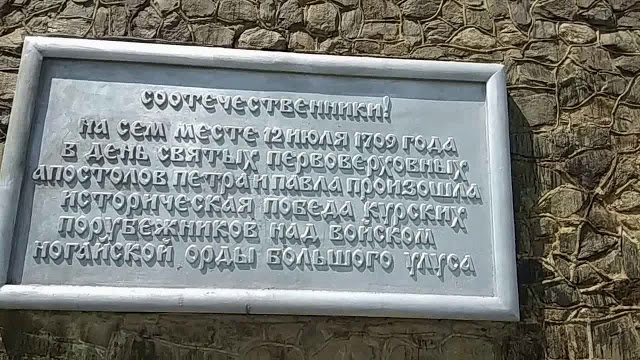 соотечественники!
на сем месте 12 июля 1709 года
в день святых первоверховных
апостолов петра и павла произошла
историческая победа курских
порубежников над войском
ногайской орды большого улуса